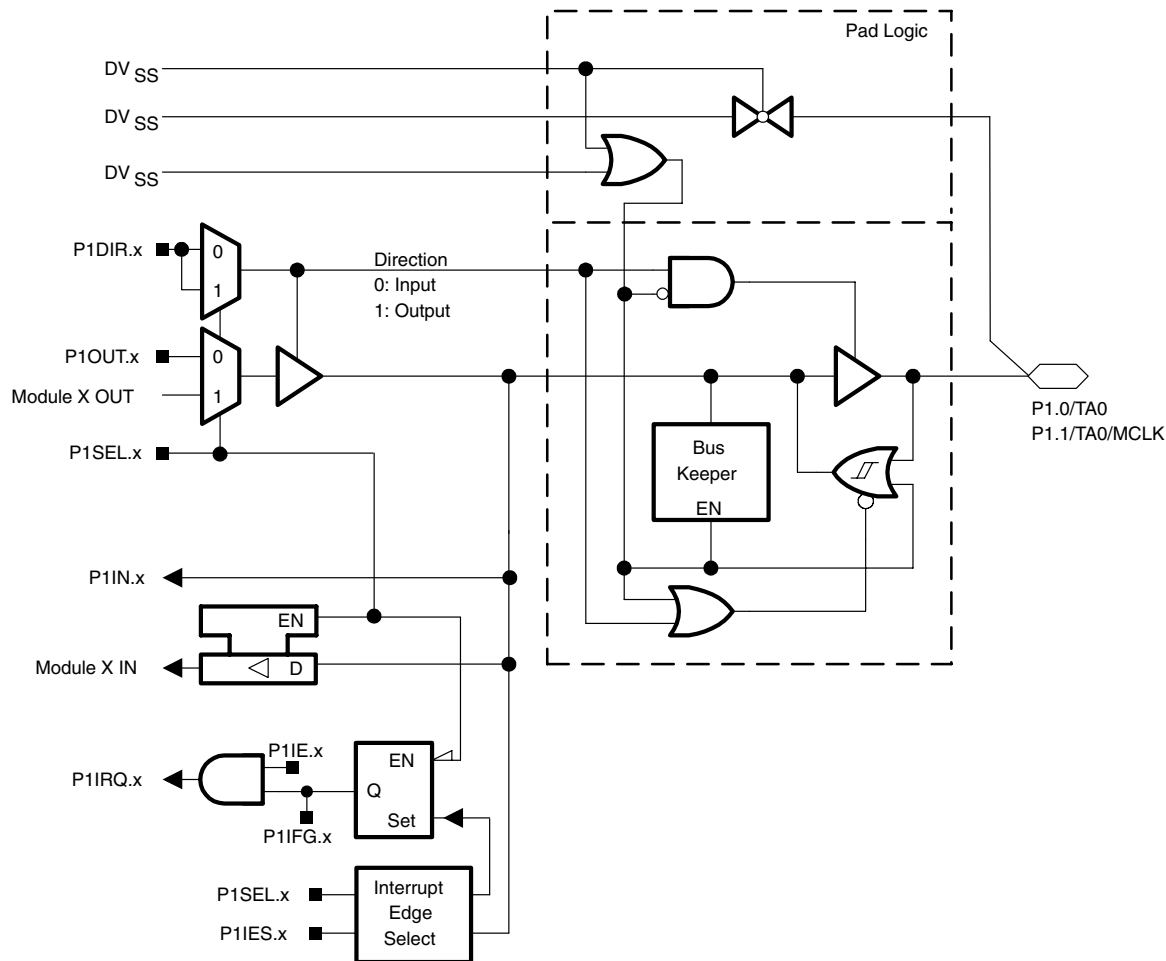 Pad Logic
DVSS
DVSS
DVSS
P1DIR.x
0
1
Direction
0: Input
1: Output
P1OUT.x
0
Module X OUT
1
P1.0/TA0
P1.1/TA0/MCLK
P1SEL.x
Bus
Keeper
EN
P1IN.x
EN
Module X IN
D
P1IE.x
EN
P1IRQ.x
Q
Set
P1IFG.x
P1SEL.x
P1IES.x
Interrupt
Edge
Select